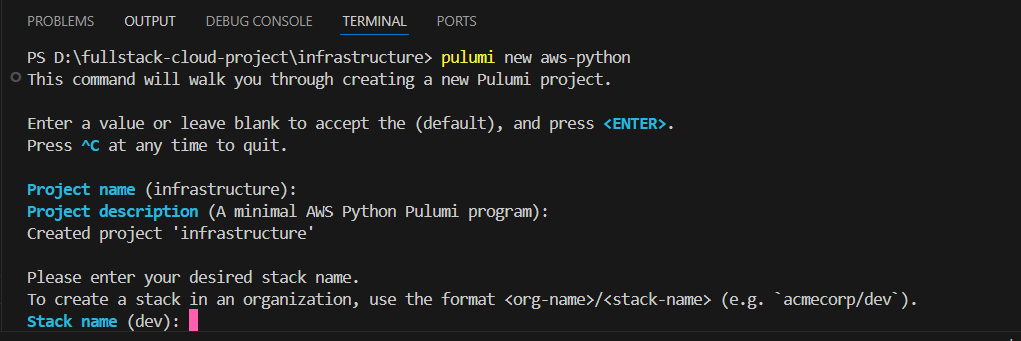 PROBLEMS OUTPUT DEBUG CONSOLE TERMINAL PORTS
PS D:\fullstack-cloud-project\infrastructure> pulumi new aws-python
This command will walk you through creating a new Pulumi project.
Enter a value or leave blank to accept the (default), and press <ENTER>.
Press ^C at any time to quit.
Project name (infrastructure):
Project description (A minimal AWS Python Pulumi program):
Created project 'infrastructure'
Please enter your desired stack name.
To create a stack in an organization, use the format <org-name>/<stack-name> (e.g. `acmecorp/dev`).
Stack name (dev):